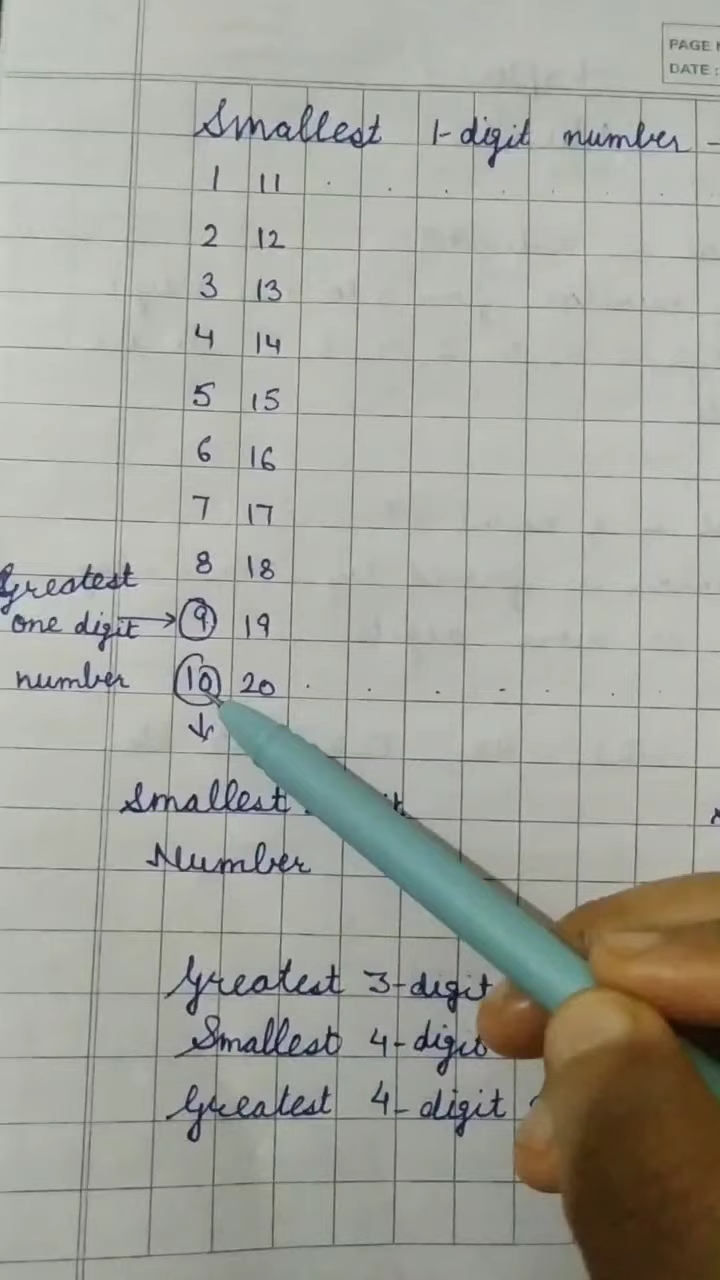 PAGE
DATE:
Smallest 1-digit number -
1 11
2 12
3 13
4 14
5 15
6 16
7 17
8 18
Greatest
one digit → 9 19
number 10 20
↓
Smallest
Number
Greatest 3-digit
Smallest 4-digit
Greatest 4-digit